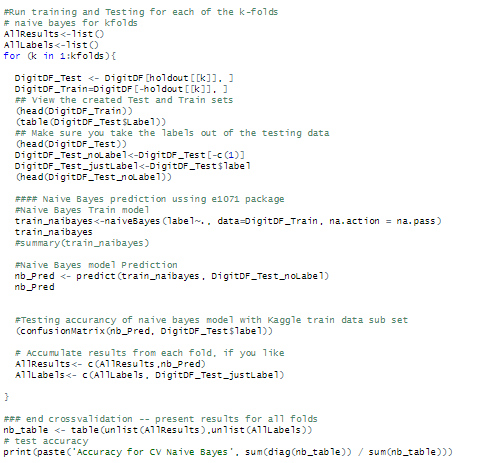 #Run training and Testing for each of the k-folds
# naive bayes for kfolds
AllResults<-list()
AllLabels<-list()
for (k in 1:kfolds){
DigitDF_Test <- DigitDF[holdout[[k]], ]
DigitDF_Train=DigitDF[-holdout[[k]], ]
## View the created Test and Train sets
(head(DigitDF_Train))
(table(DigitDF_Test$Label))
## Make sure you take the labels out of the testing data
(head(DigitDF_Test))
DigitDF_Test_noLabel<-DigitDF_Test[-c(1)]
DigitDF_Test_justLabel<-DigitDF_Test$label
(head(DigitDF_Test_noLabel))
#### Naive Bayes prediction ussing e1071 package
#Naive Bayes Train model
train_naibayes<-naiveBayes(label~., data=DigitDF_Train, na.action = na.pass)
train_naibayes
#summary(train_naibayes)
#Naive Bayes model Prediction
nb_Pred <- predict(train_naibayes, DigitDF_Test_noLabel)
nb_Pred
#Testing accurancy of naive bayes model with Kaggle train data sub set
(confusionMatrix(nb_Pred, DigitDF_Test$label))
# Accumulate results from each fold, if you like
AllResults<- c(AllResults,nb_Pred)
AllLabels<- c(AllLabels, DigitDF_Test_justLabel)
}
### end crossvalidation -- present results for all folds
nb_table <- table(unlist(AllResults),unlist(AllLabels))
# test accuracy
print(paste('Accuracy for CV Naive Bayes', sum(diag(nb_table)) / sum(nb_table)))